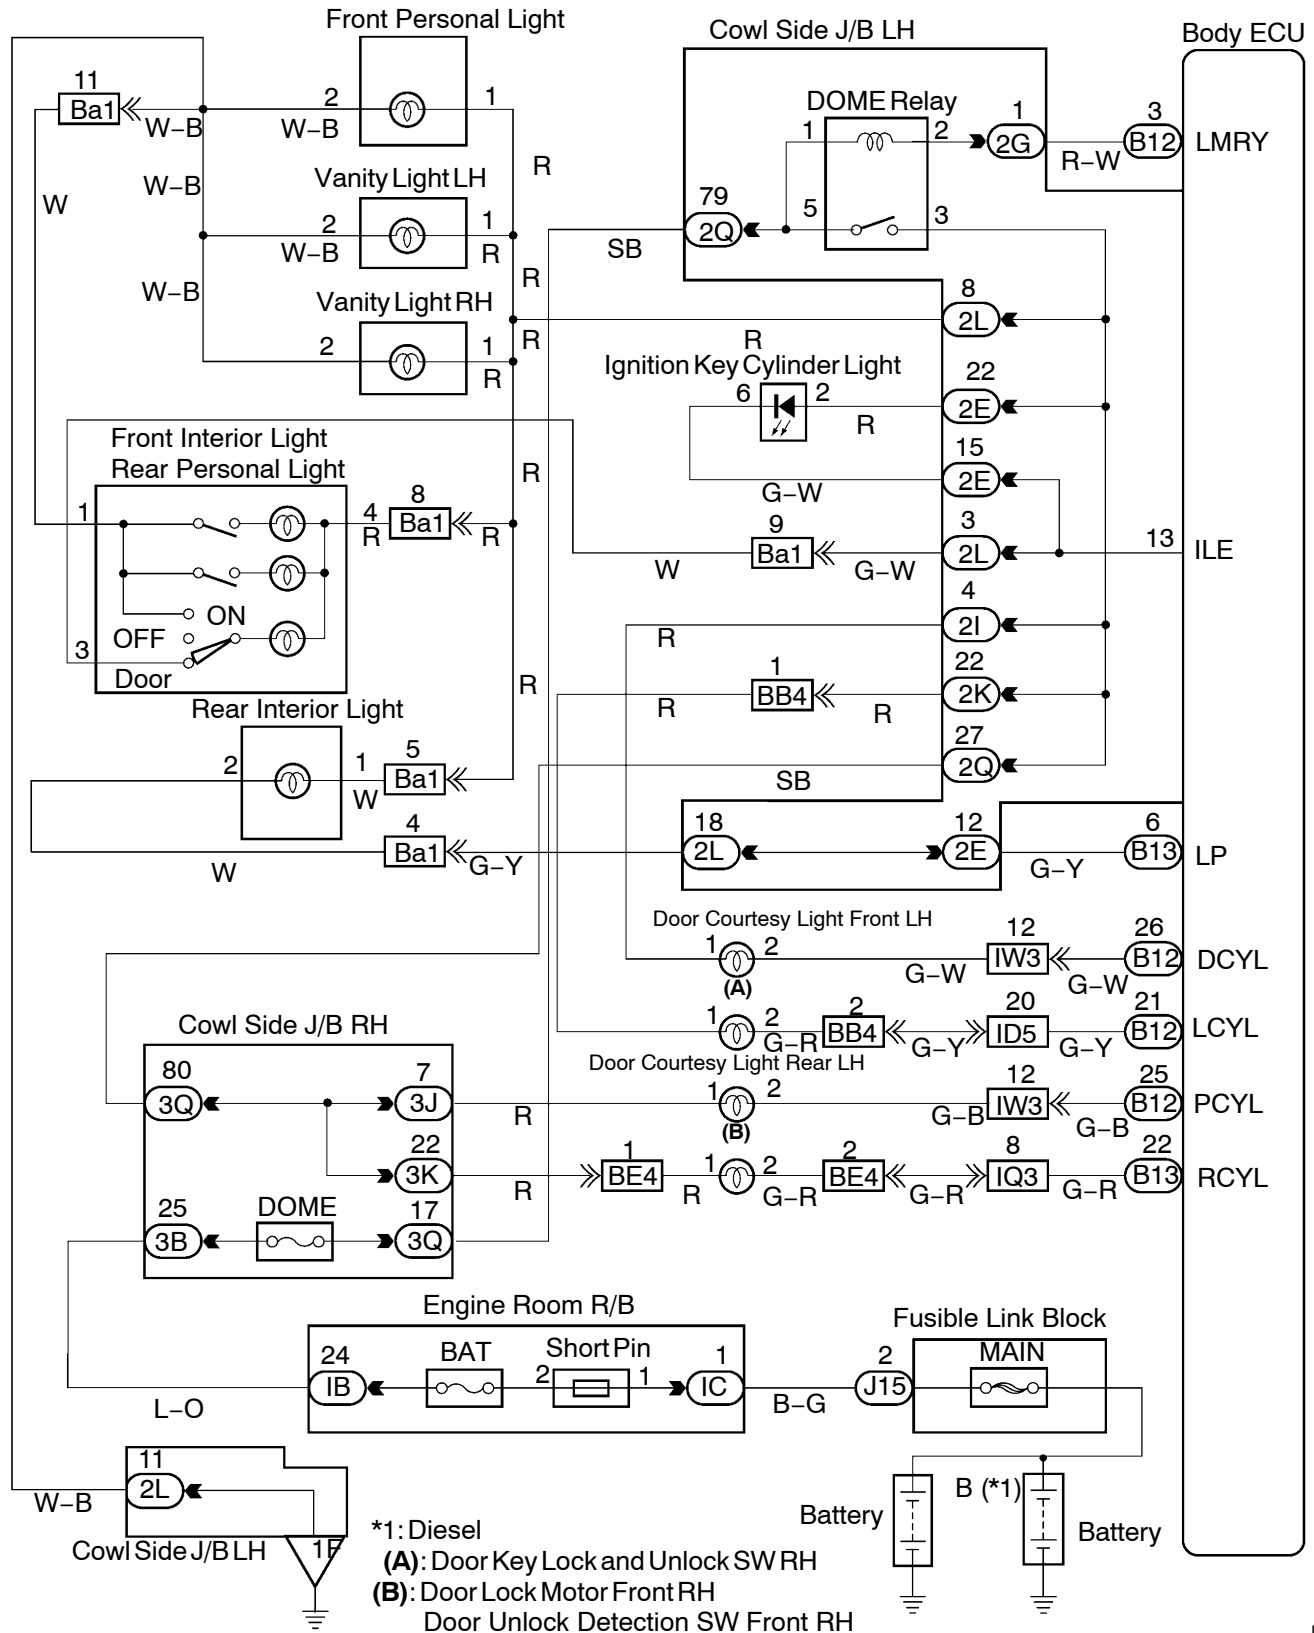 Front Personal Light
Cowl Side J/B LH
Body ECU
11
Ba1
W–B
2
W–B
1
DOME Relay
1
2
1
2G
R–W
3
B12
LMRY
R
W–B
W
Vanity Light LH
2
W–B
1
R
79
2Q
5
3
SB
R
W–B
Vanity Light RH
2
1
R
R
8
2L
R
Ignition Key Cylinder Light
6
2
R
22
2E
Front Interior Light
Rear Personal Light
R
15
2E
G–W
1
4
R
8
Ba1
R
9
Ba1
W
G–W
3
2L
13
ILE
ON
OFF
3
Door
4
2I
R
R
1
BB4
R
R
22
2K
Rear Interior Light
2
1
W
5
Ba1
27
2Q
SB
4
Ba1
W
G–Y
18
2L
12
2E
G–Y
6
B13
LP
Door Courtesy Light Front LH
1
2
(A)
G–W
12
IW3
G–W
26
B12
DCYL
1
2
G–R
2
BB4
G–Y
20
ID5
G–Y
21
B12
LCYL
Door Courtesy Light Rear LH
Cowl Side J/B RH
80
3Q
7
3J
R
1
2
(B)
G–B
12
IW3
G–B
25
B12
PCYL
22
3K
R
1
BE4
R
1
2
G–R
2
BE4
G–R
8
IQ3
G–R
22
B13
RCYL
25
3B
DOME
17
3Q
Engine Room R/B
Fusible Link Block
24
IB
BAT
Short Pin
2
1
1
IC
B–G
2
J15
MAIN
L–O
11
2L
W–B
Cowl Side J/B LH
1F
Battery
B (*1)
Battery
*1: Diesel
(A): Door Key Lock and Unlock SW RH
(B): Door Lock Motor Front RH
Door Unlock Detection SW Front RH